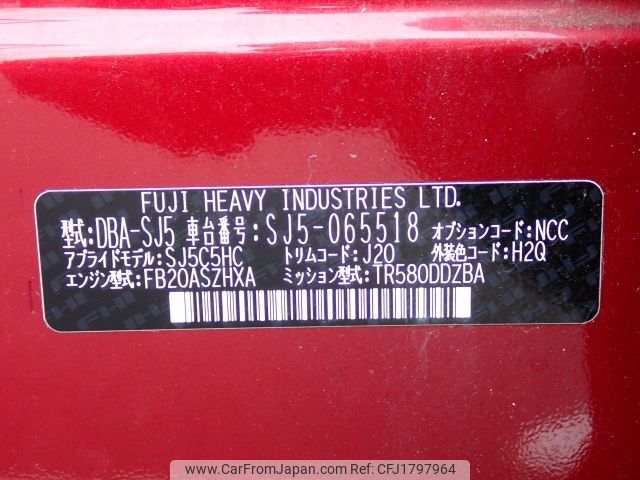 FUJI HEAVY INDUSTRIES LTD.
型式:DBA-SJ5 車台番号:SJ5-065518 オプションコード:NCC
アプライドモデル:SJ5C5HC トリムコード:J20 外装色コード:H2Q
エンジン型式:FB20ASZHXA ミッション型式:TR580DDZBA
Image from CarFromJapan - Car Ref: CFJ1797964